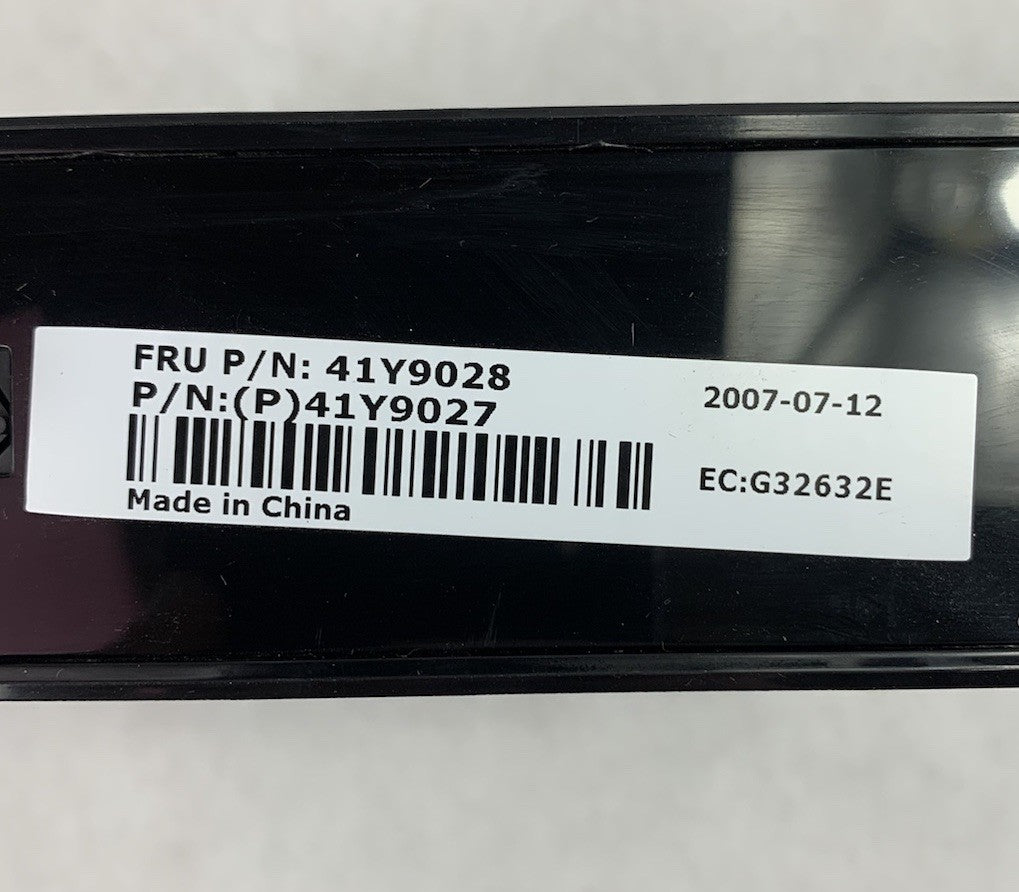 FRU P/N: 41Y9028
P/N:(P)41Y9027
2007-07-12
EC:G32632E
Made in China